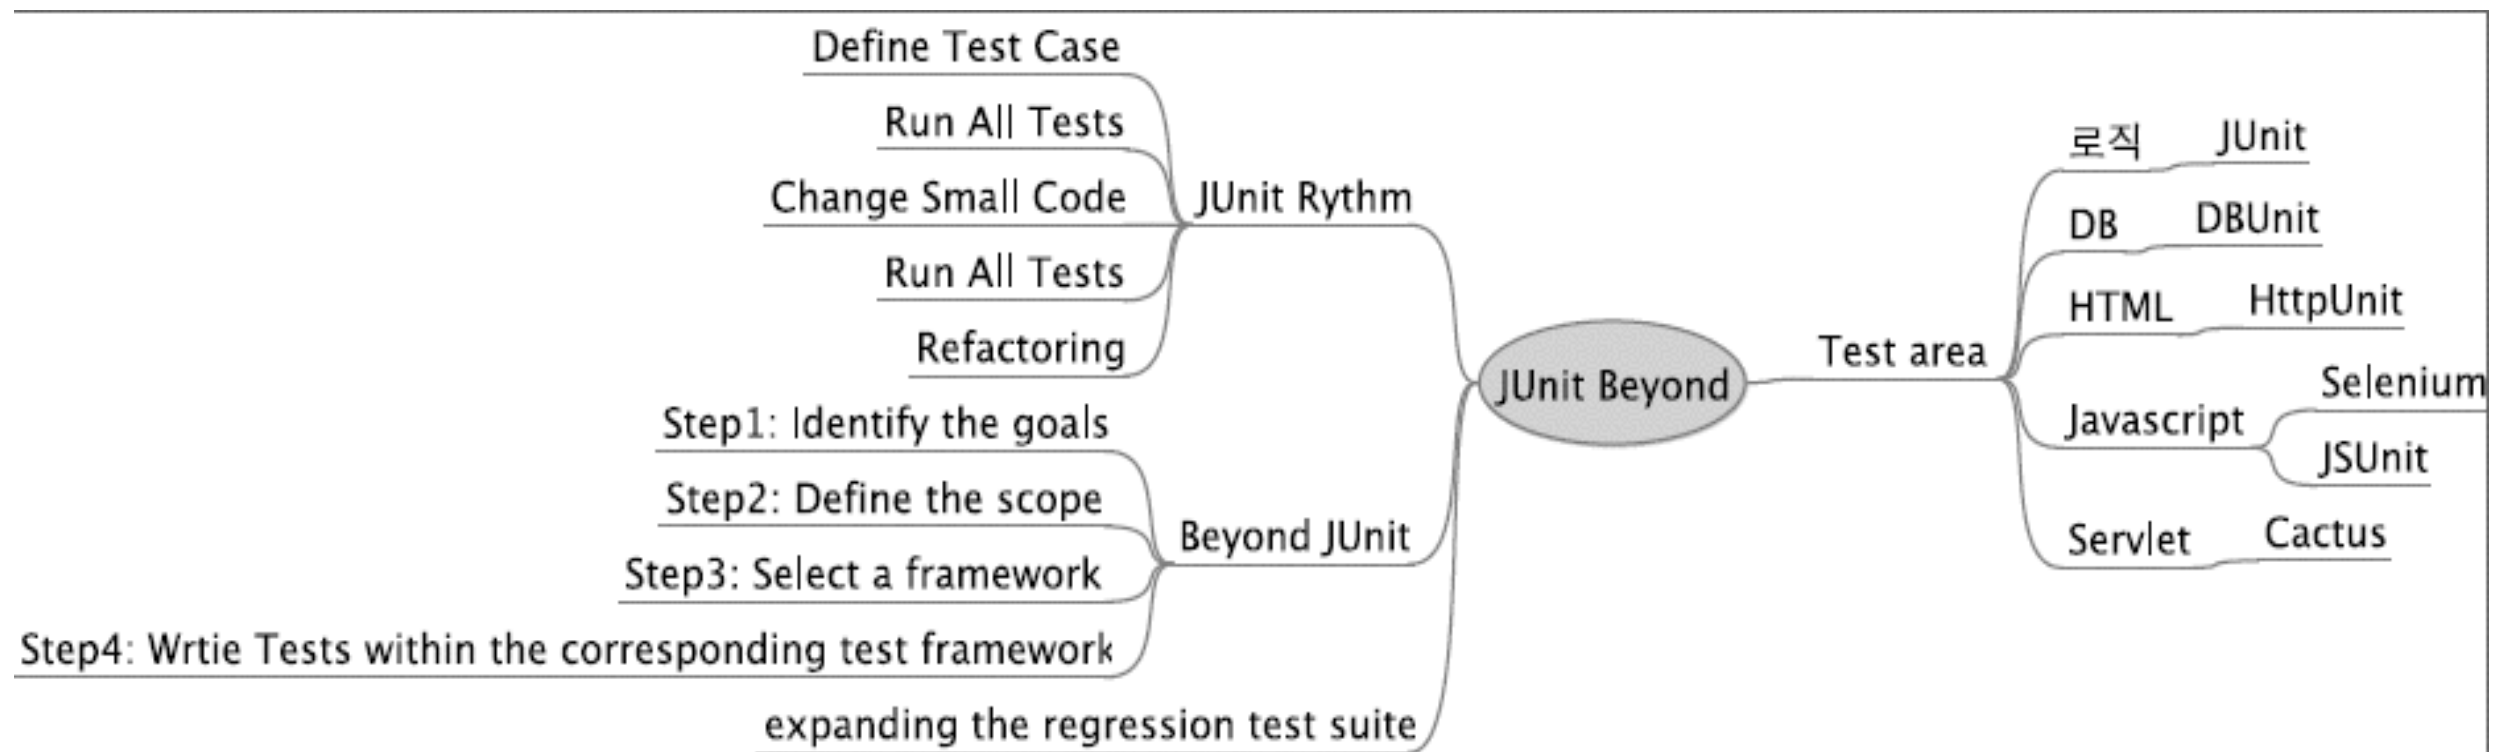 Define Test Case
Run All Tests
Change Small Code
Run All Tests
Refactoring
JUnit Rythm
Step1: Identify the goals
Step2: Define the scope
Step3: Select a framework
Step4: Wrtie Tests within the corresponding test framework
Beyond JUnit
expanding the regression test suite
JUnit Beyond
Test area
로직
JUnit
DB
DBUnit
HTML
HttpUnit
Javascript
Selenium
JSUnit
Servlet
Cactus